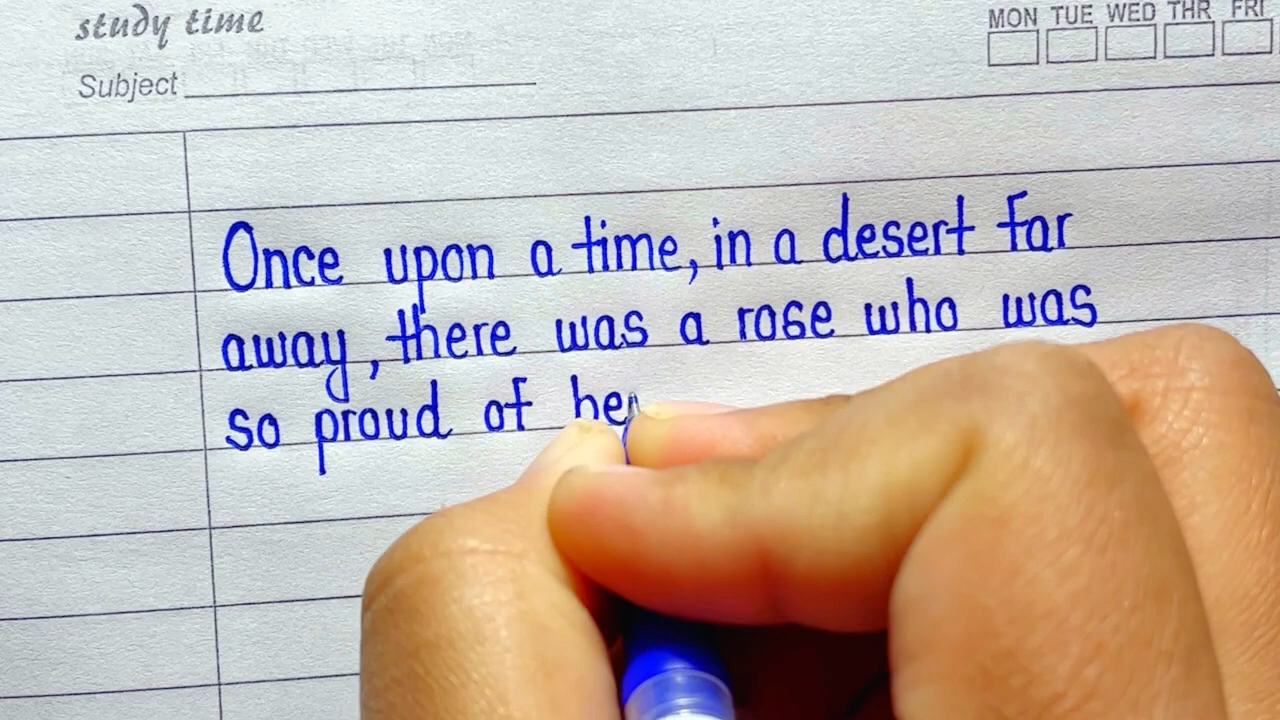 study time
MON TUE WED THR FRI
Subject
Once upon a time, in a desert far
away, there was a rose who was
so proud of he